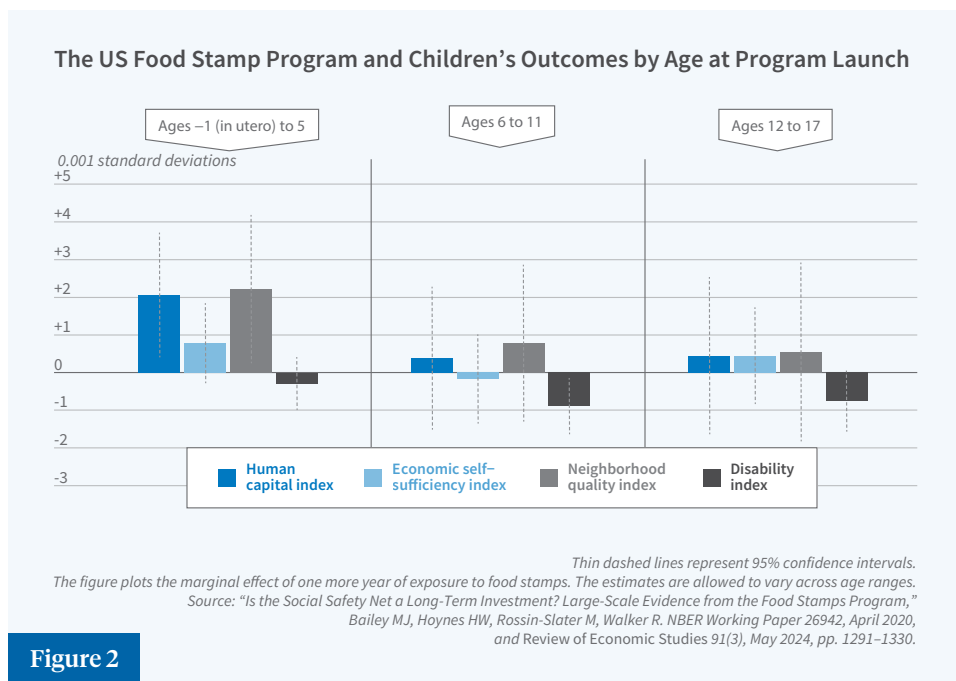 The US Food Stamp Program and Children’s Outcomes by Age at Program Launch
Ages −1 (in utero) to 5
Ages 6 to 11
Ages 12 to 17
0.001 standard deviations
+5
+4
+3
+2
+1
0
-1
-2
-3
Human
capital index
Economic self–
sufficiency index
Neighborhood
quality index
Disability
index
Thin dashed lines represent 95% confidence intervals.
The figure plots the marginal effect of one more year of exposure to food stamps. The estimates are allowed to vary across age ranges.
Source: “Is the Social Safety Net a Long-Term Investment? Large-Scale Evidence from the Food Stamps Program,”
Bailey MJ, Hoynes HW, Rossin-Slater M, Walker R. NBER Working Paper 26942, April 2020,
and Review of Economic Studies 91(3), May 2024, pp. 1291–1330.
Figure 2